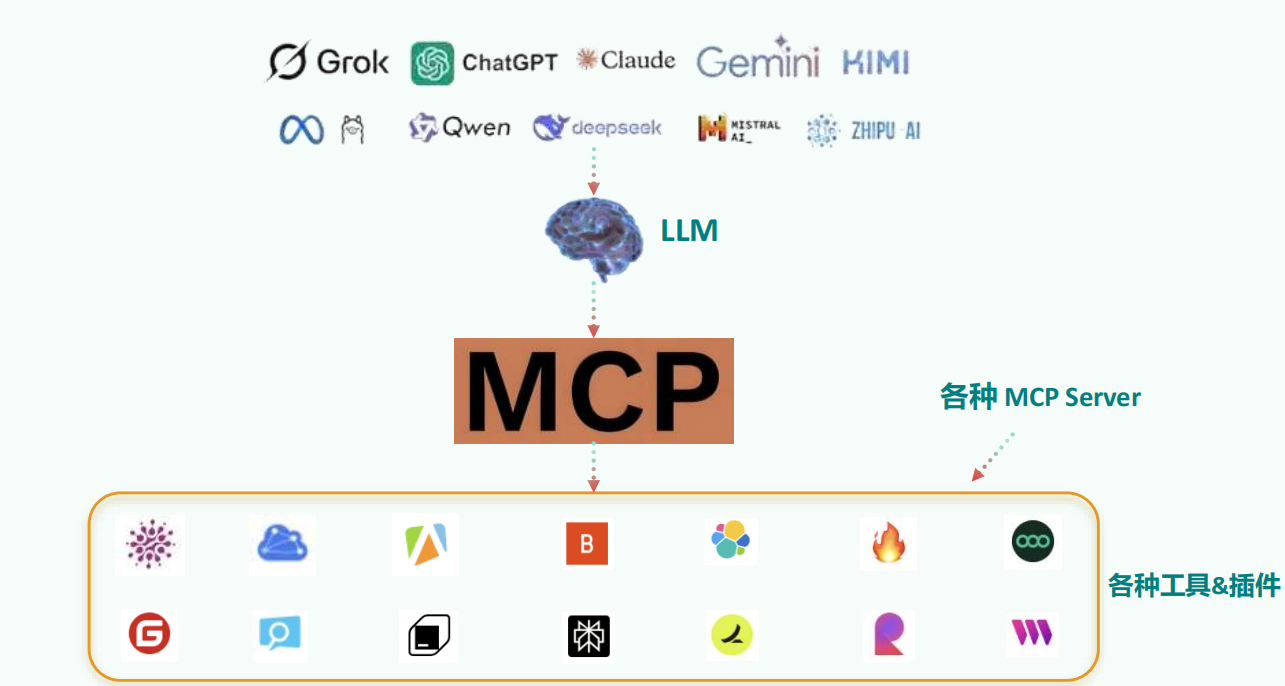 Grok ChatGPT Claude Gemini KIMI
Qwen deepseek MISTRAL AI_ ZHIPU·AI
LLM
MCP
各种 MCP Server
B
各种工具&插件
G